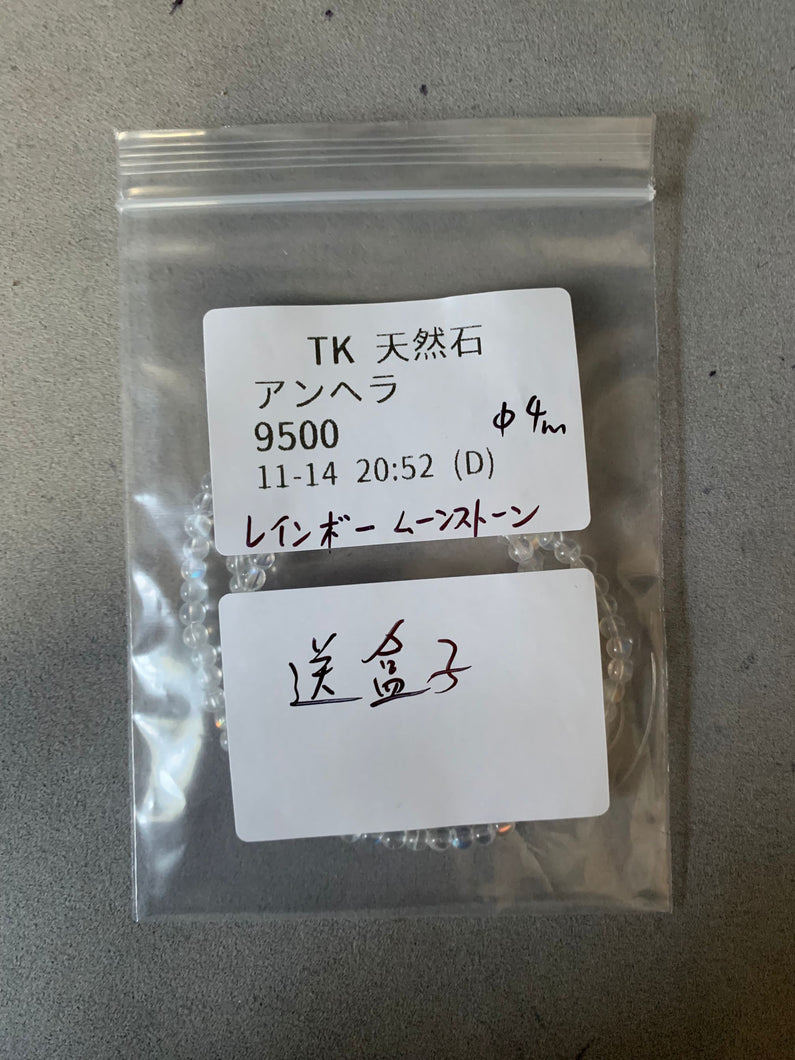 TK 天然石
アンヘラ
9500
φ4m
11-14 20:52 (D)
レインボームーンストーン
送盒子